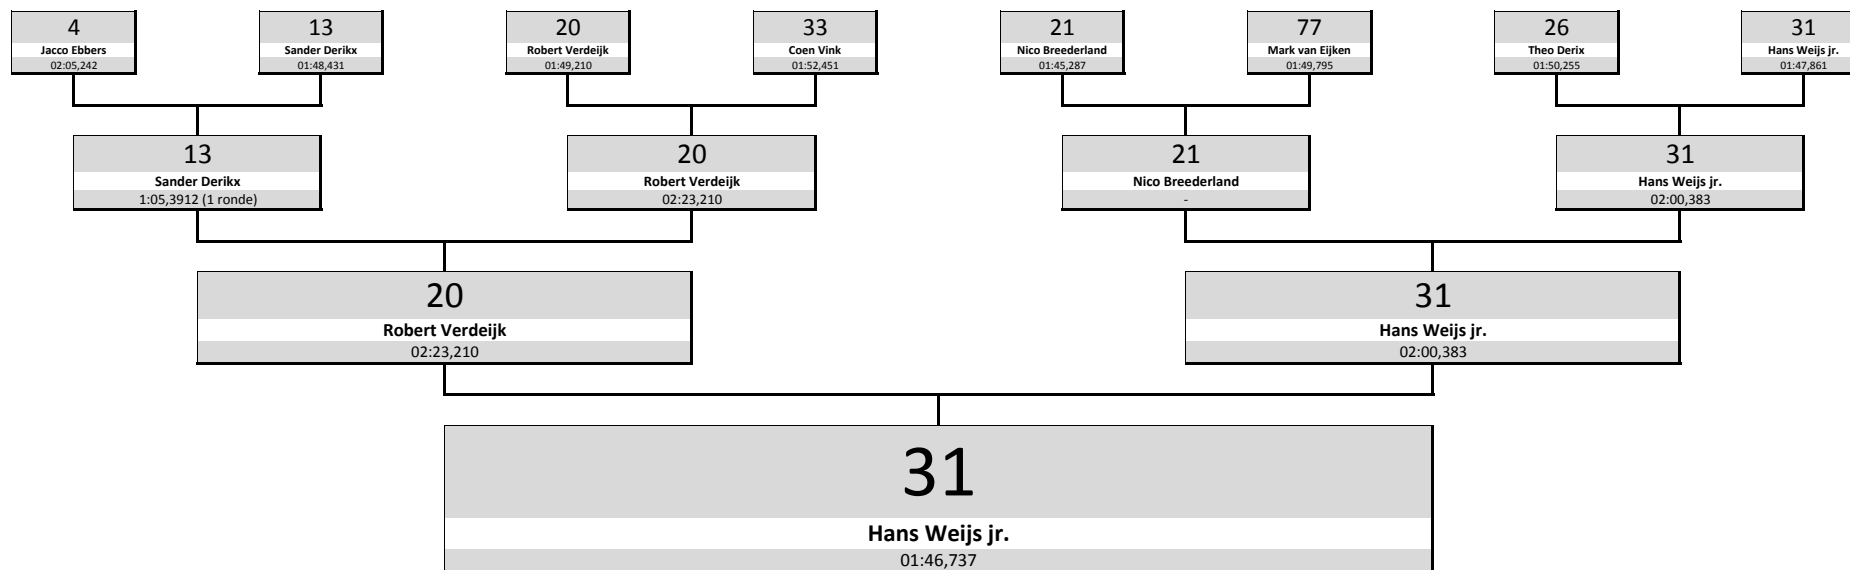 4
Jacco Ebbers
02:05,242
13
Sander Derikx
01:48,431
20
Robert Verdeijk
01:49,210
33
Coen Vink
01:52,451
21
Nico Breederland
01:45,287
77
Mark van Eijken
01:49,795
26
Theo Derix
01:50,255
31
Hans Weijs jr.
01:47,861
13
Sander Derikx
1:05,3912 (1 ronde)
20
Robert Verdeijk
02:23,210
21
Nico Breederland
-
31
Hans Weijs jr.
02:00,383
20
Robert Verdeijk
02:23,210
31
Hans Weijs jr.
02:00,383
31
Hans Weijs jr.
01:46,737